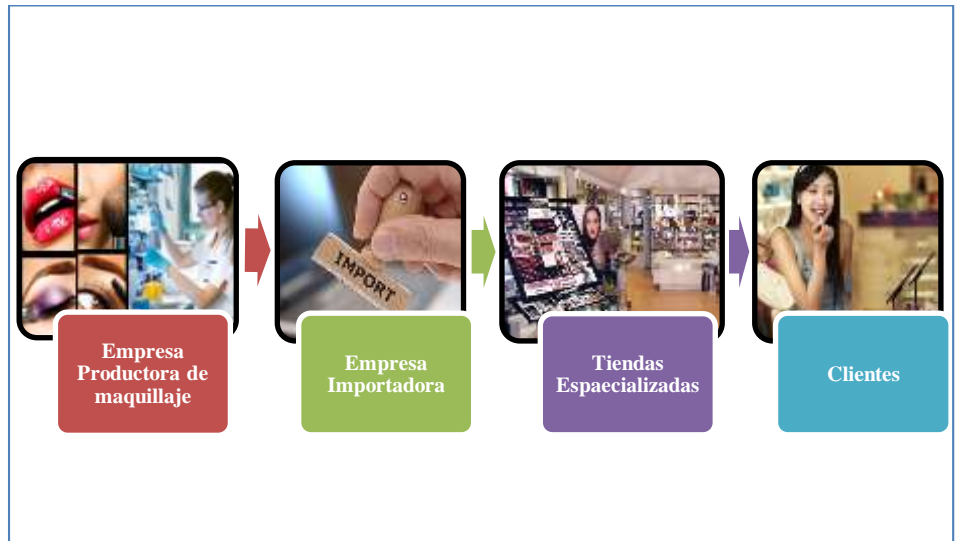 IMPORT
Empresa
Productora de
maquillaje
Empresa
Importadora
Tiendas
Espaecializadas
Clientes